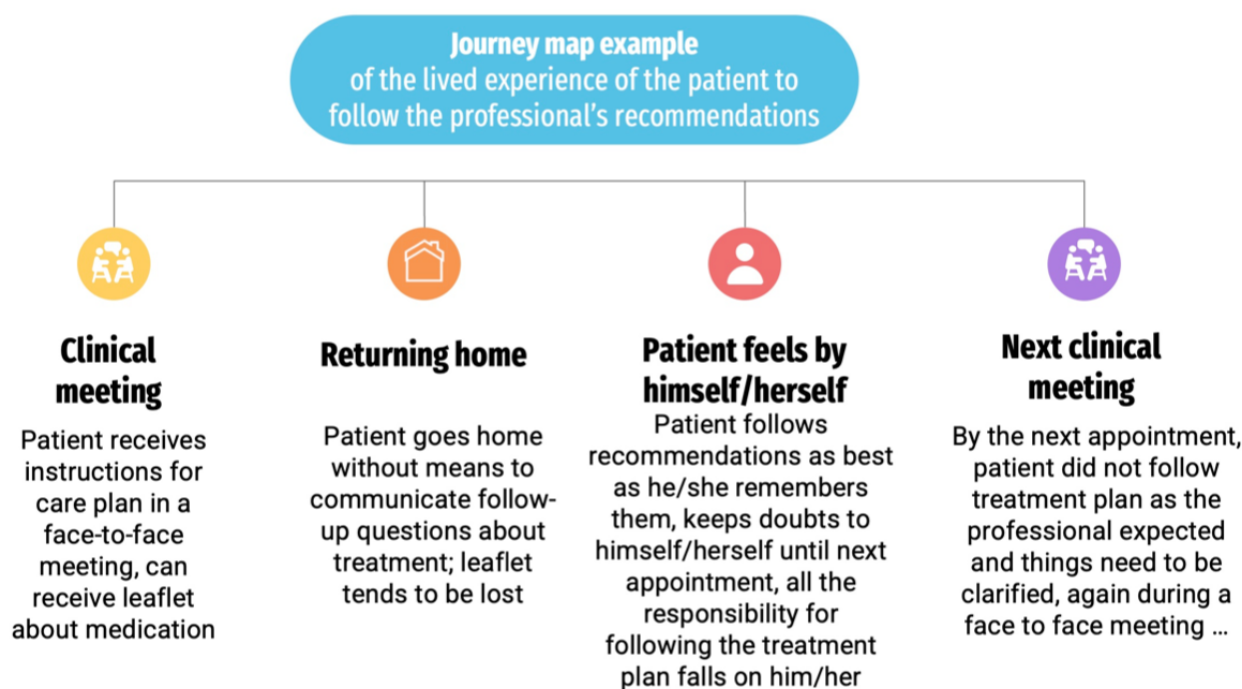 Journey map example
of the lived experience of the patient to
follow the professional’s recommendations
Clinical
meeting
Patient receives
instructions for
care plan in a
face-to-face
meeting, can
receive leaflet
about medication
Returning home
Patient goes home
without means to
communicate follow-
up questions about
treatment; leaflet
tends to be lost
Patient feels by
himself/herself
Patient follows
recommendations as best
as he/she remembers
them, keeps doubts to
himself/herself until next
appointment, all the
responsibility for
following the treatment
plan falls on him/her
Next clinical
meeting
By the next appointment,
patient did not follow
treatment plan as the
professional expected
and things need to be
clarified, again during a
face to face meeting ...